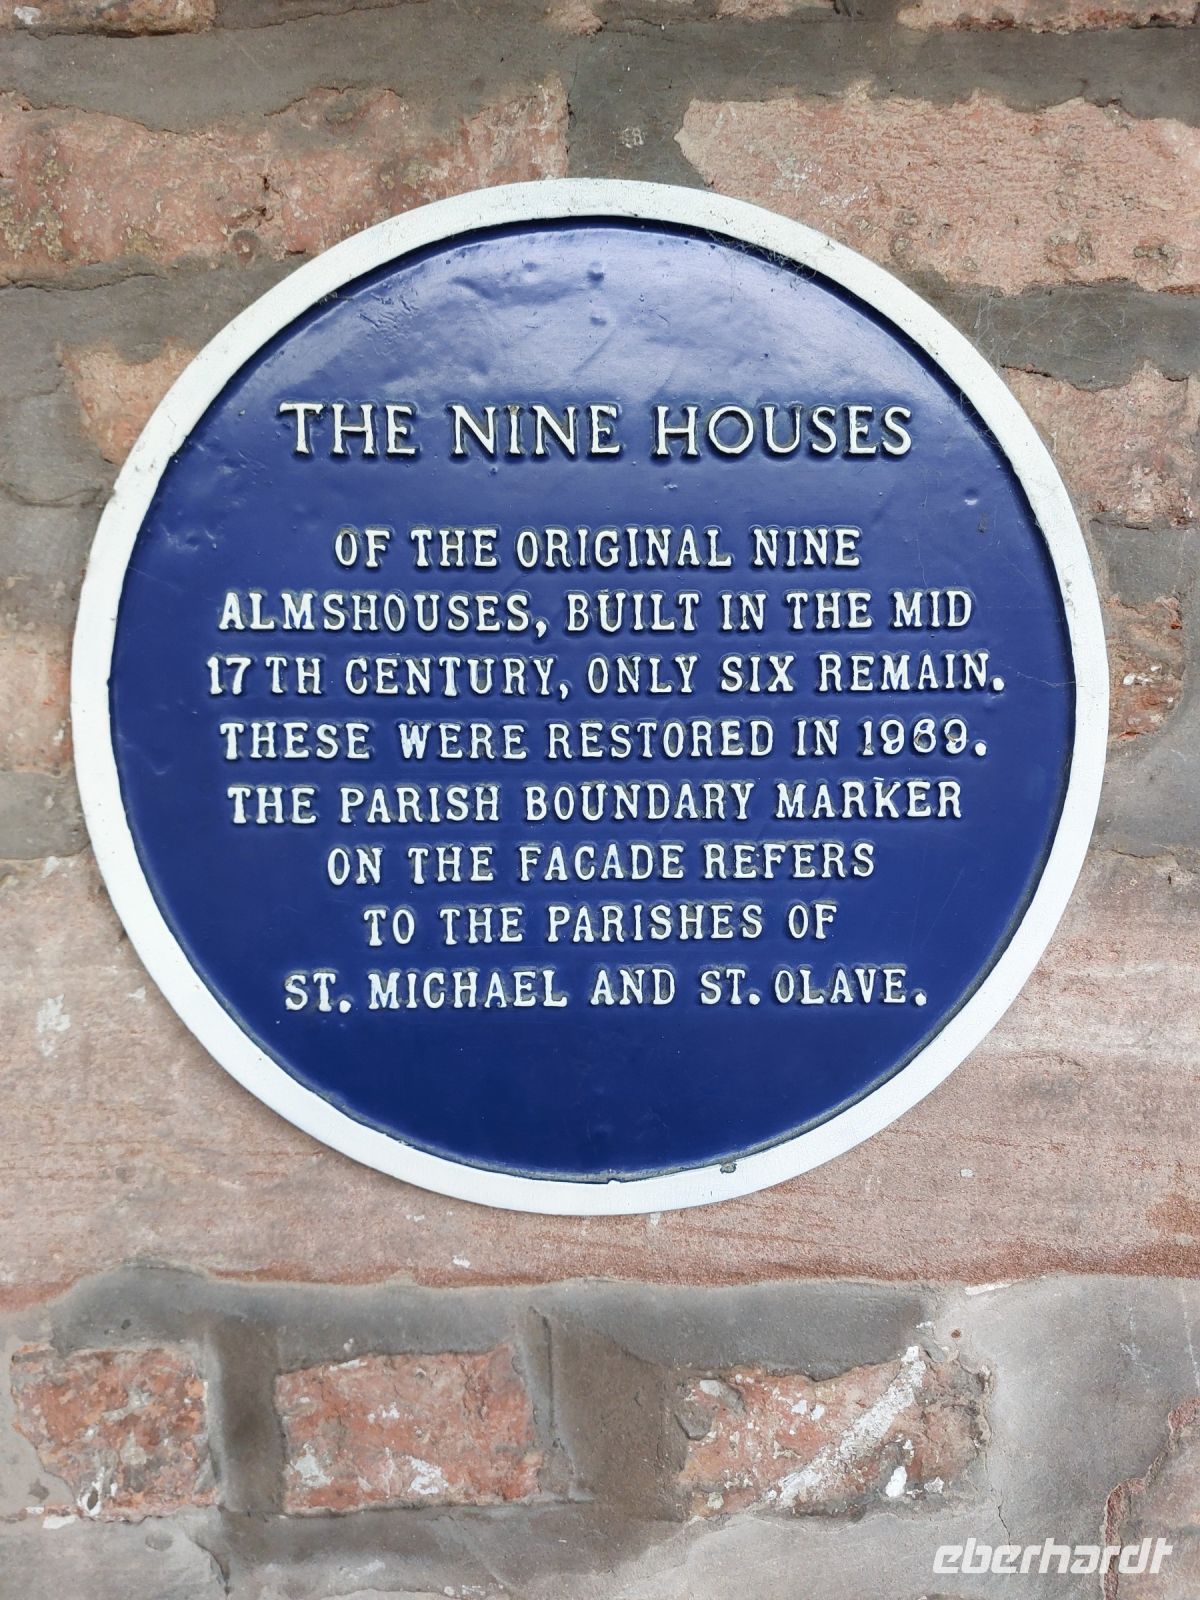 THE NINE HOUSES
OF THE ORIGINAL NINE
ALMSHOUSES, BUILT IN THE MID
17TH CENTURY, ONLY SIX REMAIN.
THESE WERE RESTORED IN 1969.
THE PARISH BOUNDARY MARKER
ON THE FACADE REFERS
TO THE PARISHES OF
ST. MICHAEL AND ST. OLAVE.
eberhardt